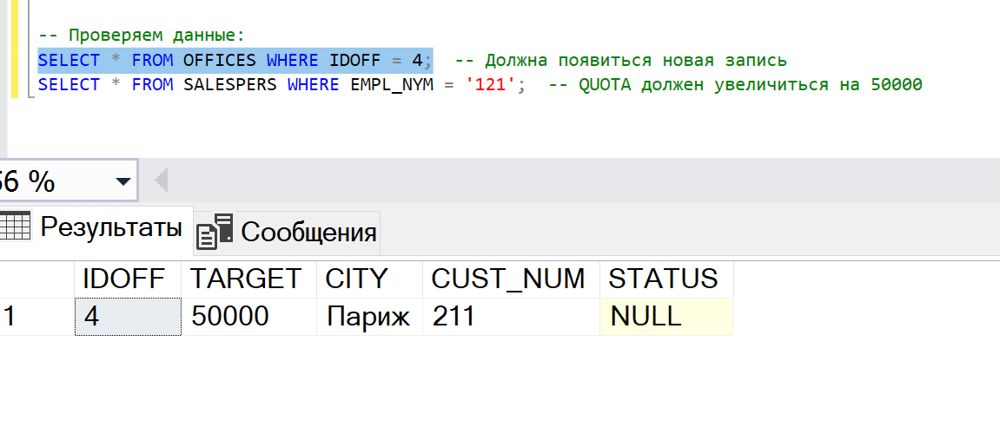 -- Проверяем данные:
SELECT * FROM OFFICES WHERE IDOFF = 4;  -- Должна появиться новая запись
SELECT * FROM SALESPERS WHERE EMPL_NYM = '121';  -- QUOTA должен увеличиться на 50000
6 %
Результаты Сообщения
IDOFF TARGET CITY CUST_NUM STATUS
1 4 50000 Париж 211 NULL